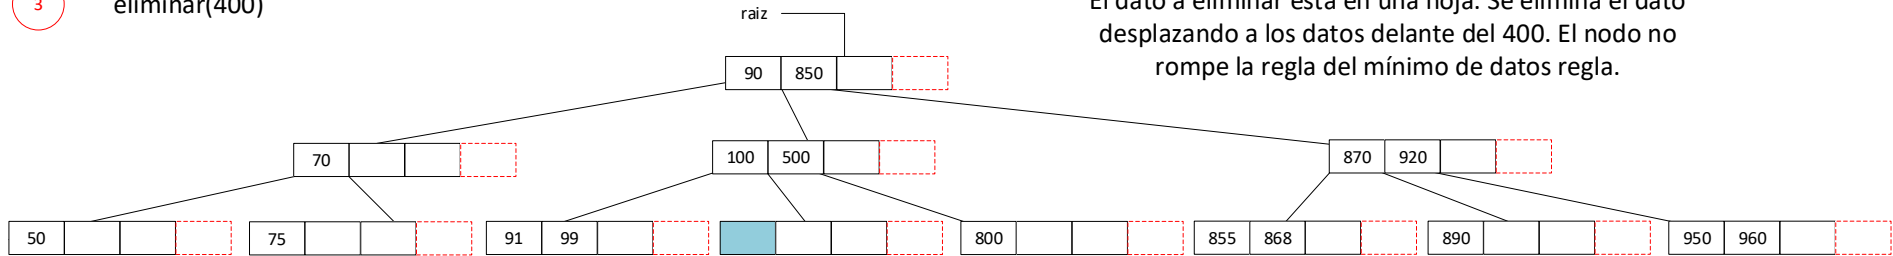 3
eliminar(400)
raiz
El dato a eliminar está en una hoja. Se elimina el dato
desplazando a los datos delante del 400. El nodo no
rompe la regla del mínimo de datos regla.
90 850
70
100 500
870 920
50
75
91 99
800
855 868
890
950 960